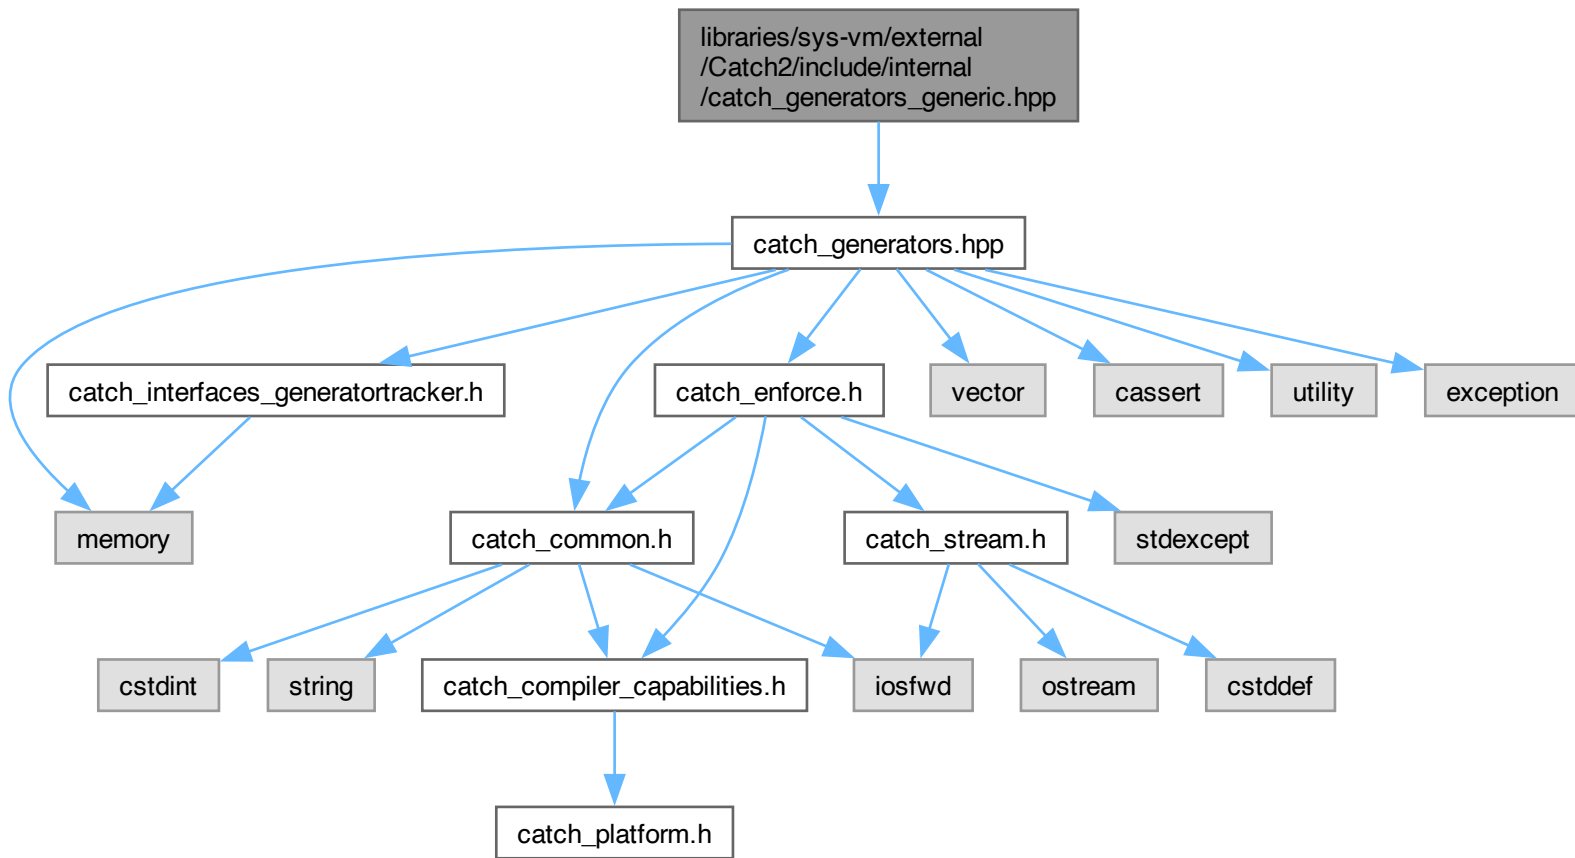 libraries/sys-vm/external
/Catch2/include/internal
/catch_generators_generic.hpp
catch_generators.hpp
catch_interfaces_generatortracker.h
catch_enforce.h
vector
cassert
utility
exception
memory
catch_common.h
catch_stream.h
stdexcept
cstdint
string
catch_compiler_capabilities.h
iosfwd
ostream
cstddef
catch_platform.h